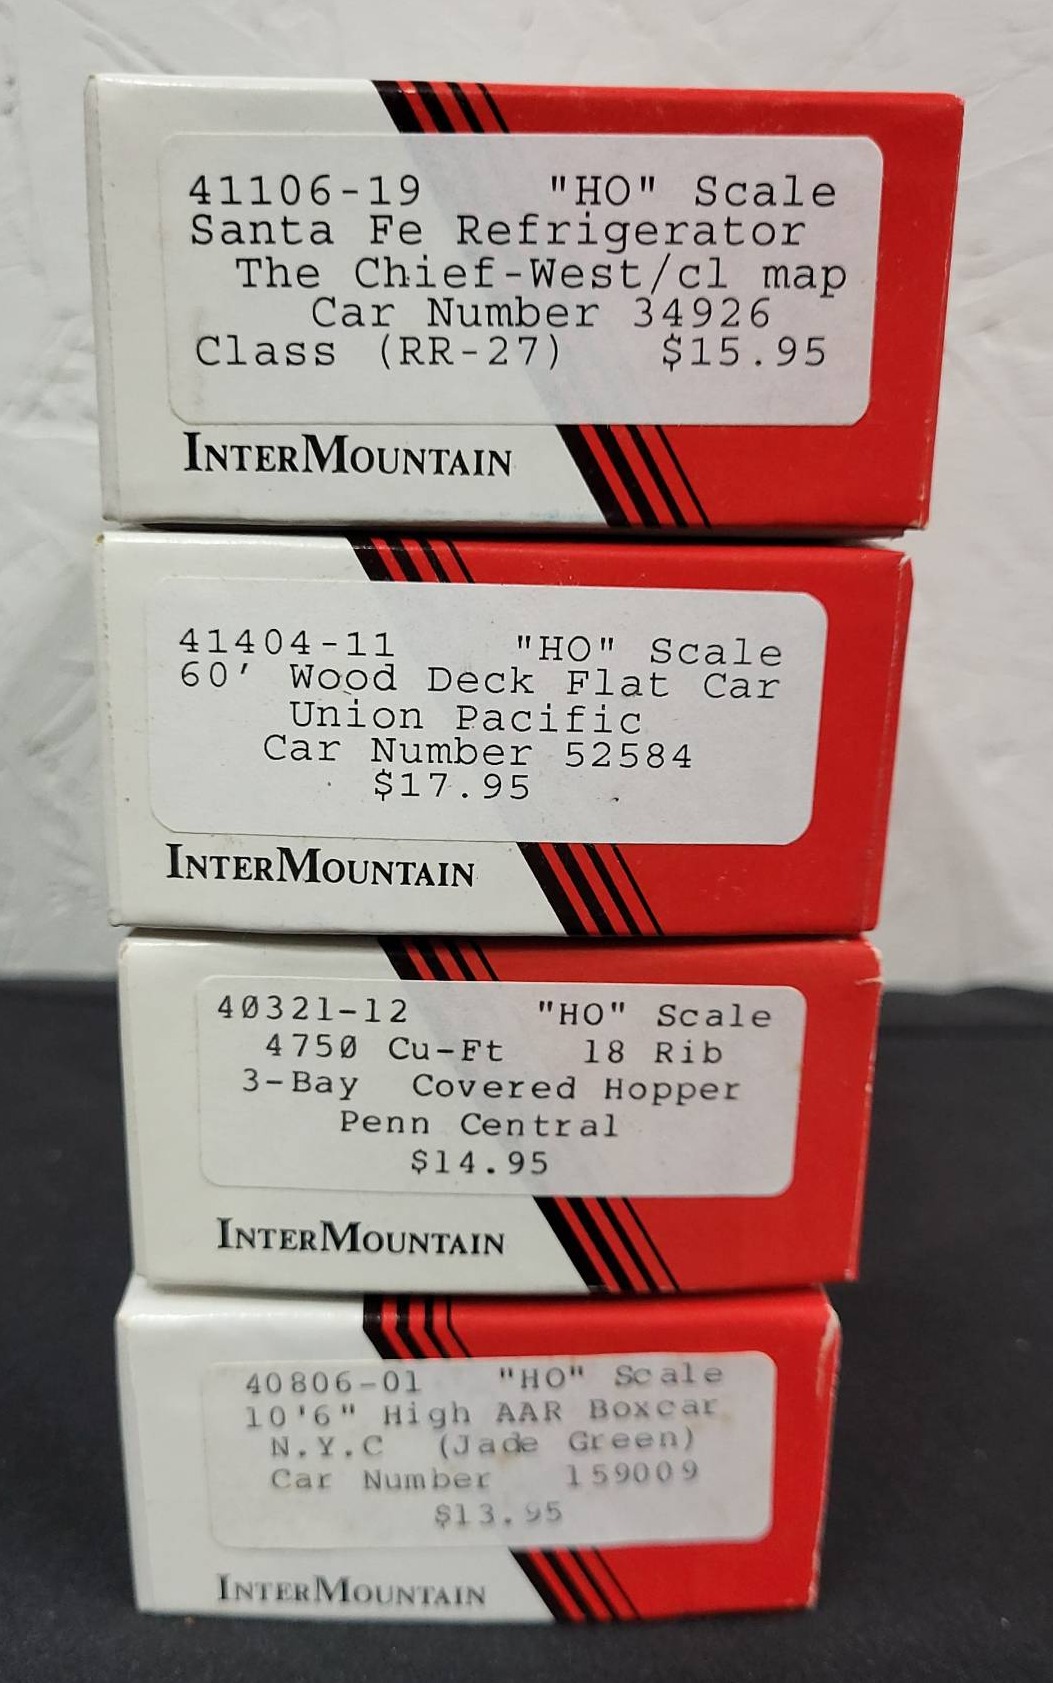 41106-19 "HO" Scale
Santa Fe Refrigerator
The Chief-West/cl map
Car Number 34926
Class (RR-27) $15.95
INTERMOUNTAIN
41404-11 "HO" Scale
60' Wood Deck Flat Car
Union Pacific
Car Number 52584
$17.95
INTERMOUNTAIN
40321-12 "HO" Scale
4750 Cu-Ft 18 Rib
3-Bay Covered Hopper
Penn Central
$14.95
INTERMOUNTAIN
40806-01 "HO" Scale
10'6" High AAR Boxcar
N.Y.C (Jade Green)
Car Number 159009
$13.95
INTERMOUNTAIN